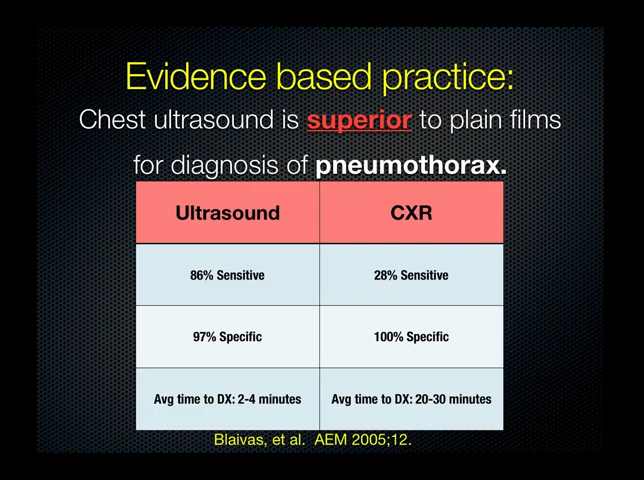 Evidence based practice:
Chest ultrasound is superior to plain films
for diagnosis of pneumothorax.
Ultrasound CXR
86% Sensitive 28% Sensitive
97% Specific 100% Specific
Avg time to DX: 2-4 minutes Avg time to DX: 20-30 minutes
Blaivas, et al. AEM 2005;12.